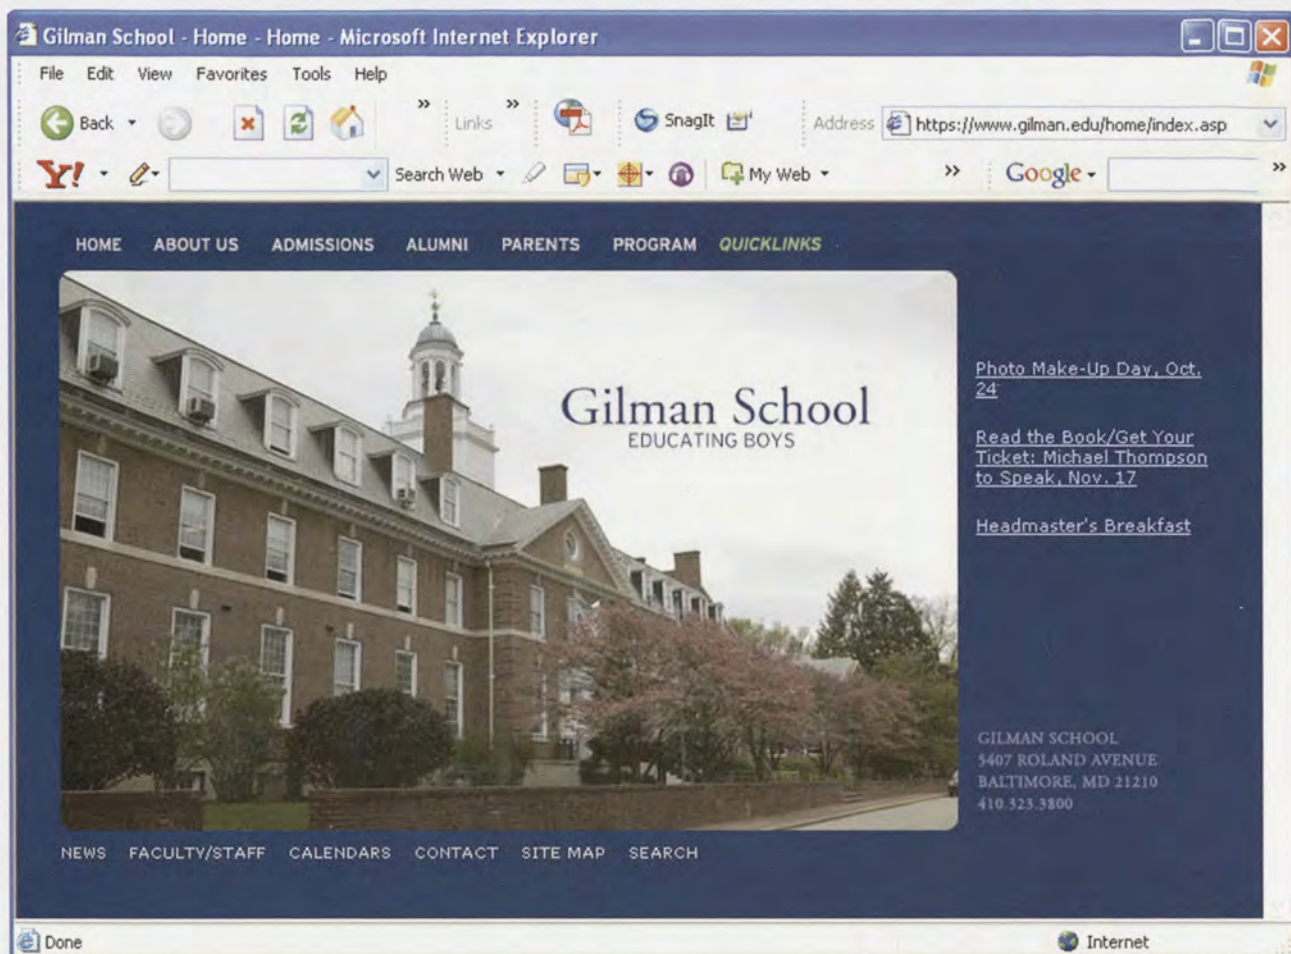 Gilman School - Home - Home - Microsoft Internet Explorer
File Edit View Favorites Tools Help
Back » Links » SnagIt Address https://www.gilman.edu/home/index.asp
Y! Search Web My Web » Google »
HOME ABOUT US ADMISSIONS ALUMNI PARENTS PROGRAM QUICKLINKS
Gilman School
EDUCATING BOYS
Photo Make-Up Day, Oct.
24
Read the Book/Get Your
Ticket: Michael Thompson
to Speak, Nov. 17
Headmaster's Breakfast
GILMAN SCHOOL
5407 ROLAND AVENUE
BALTIMORE, MD 21210
410.323.3800
NEWS FACULTY/STAFF CALENDARS CONTACT SITE MAP SEARCH
Done Internet